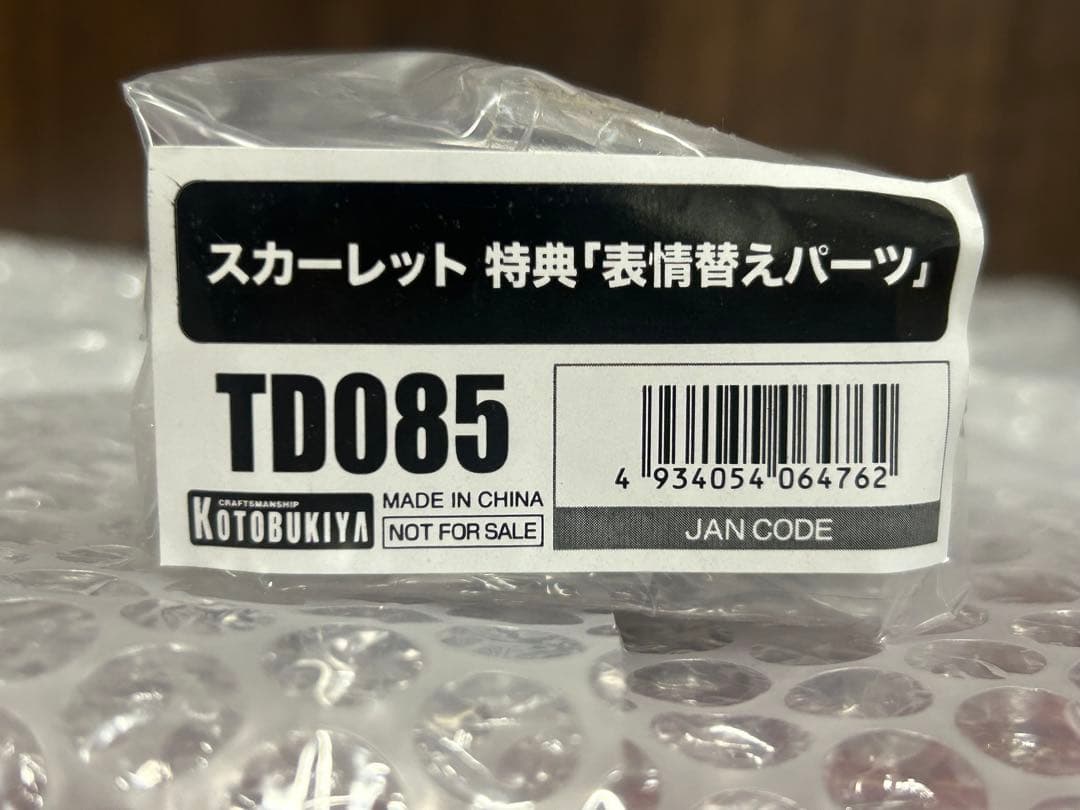 スカーレット 特典「表情替えパーツ」
TD085
CRAFTSMANSHIP
KOTOBUKIYA
MADE IN CHINA
NOT FOR SALE
4 934054 064762
JAN CODE